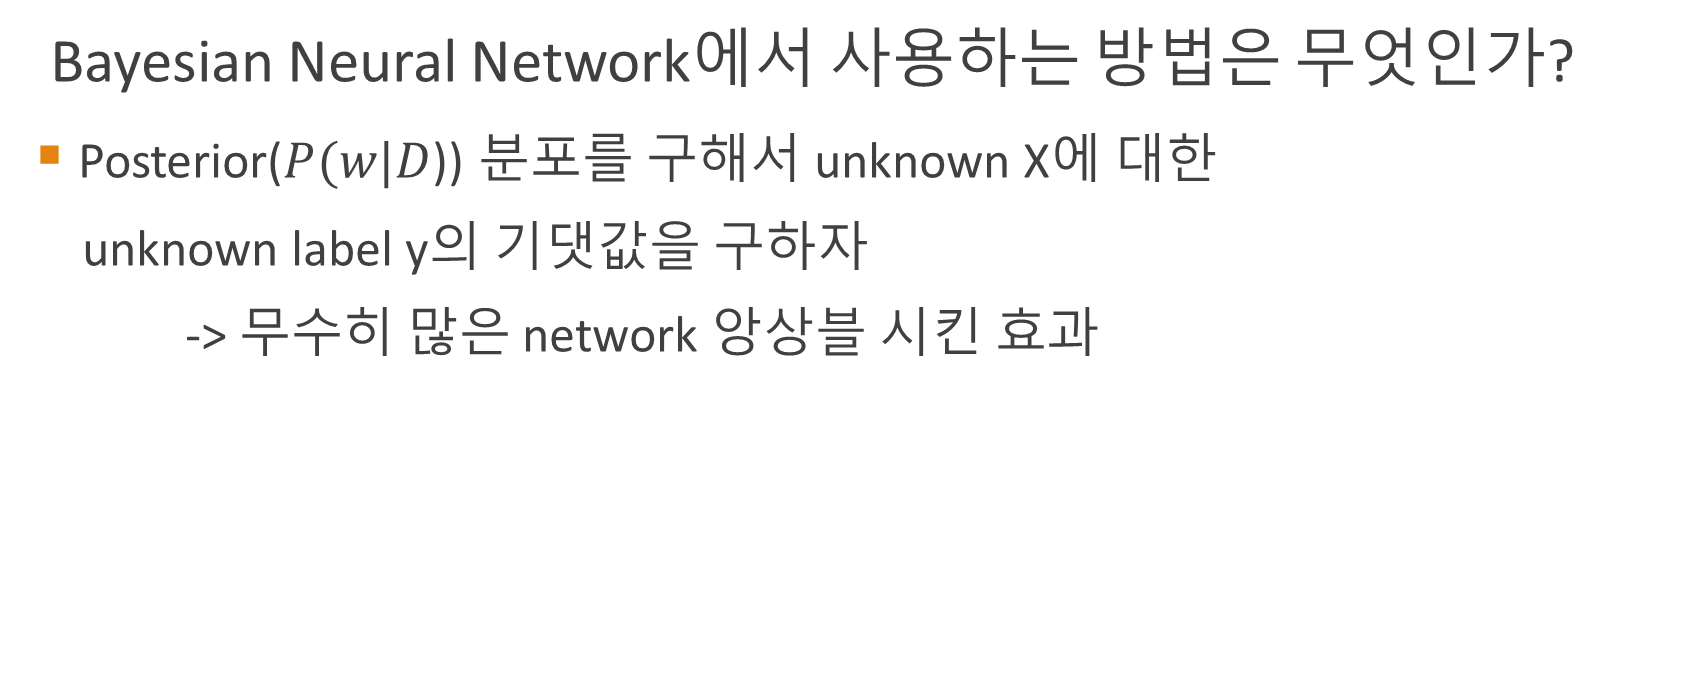 Bayesian Neural Network에서 사용하는 방법은 무엇인가?
▪ Posterior(P(w|D)) 분포를 구해서 unknown X에 대한
unknown label y의 기댓값을 구하자
-> 무수히 많은 network 앙상블 시킨 효과